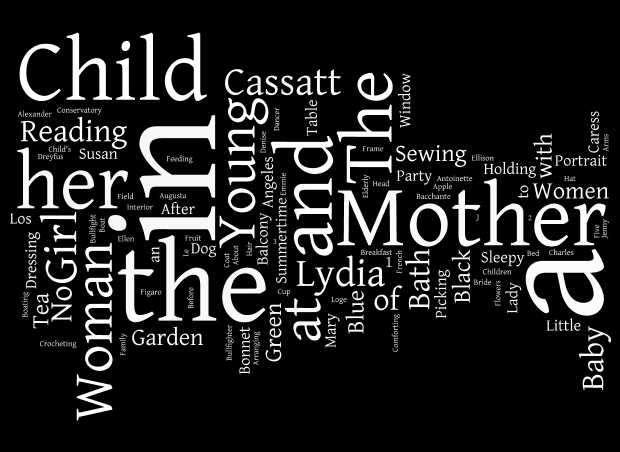 Child
Cassatt
Alexander
Conservatory
Reading
Child's
Dreyfus
Susan
Feeding
her
in
Young
Denise
Dancer
Table
The
Window
Frame
Sewing
Ellison
Holding
with
Portrait
Caress
Arms
Los
Field
Interior
Augusta
After
Angeles
Emmie
and
Elderly
Head
Party
Antoinette
Apple
Bacchante
to
Hat
Women
Mother
J
2
Five
Jenny
No
Girl
Bullfight
Boat
Ellen
an
Fruit
Le
Dog
Coat
About
Hair
Balcony
3
Summertime
Dressing
Boating
Tea
Woman
the
Figaro
Before
Cup
Lydia
Breakfast
1
French
Bath
Picking
Black
Sleepy
Bed
Charles
Children
Bride
Flowers
Lady
a
Crocheting
Family
Garden
Bullfighter
Bonnet
Arranging
Green
at
Mary
Loge
Blue
of
Comforting
Little
Baby